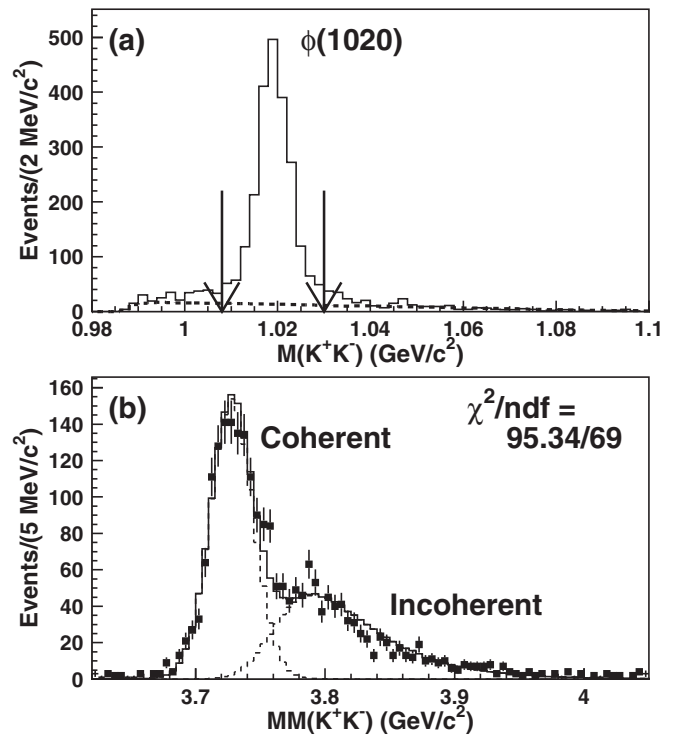 (a)
ϕ(1020)
500
400
300
200
100
0
Events/(2 MeV/c²)
0.98
1
1.02
1.04
1.06
1.08
1.1
M(K⁺K⁻) (GeV/c²)
(b)
χ²/ndf =
95.34/69
Coherent
Incoherent
160
140
120
100
80
60
40
20
0
Events/(5 MeV/c²)
3.7
3.8
3.9
4
MM(K⁺K⁻) (GeV/c²)